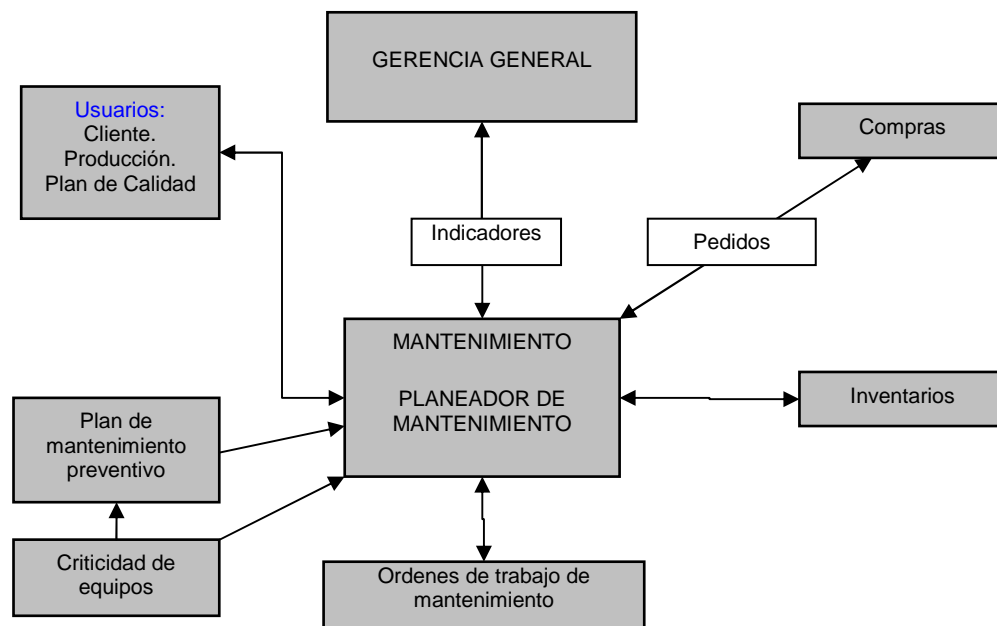 GERENCIA GENERAL
Usuarios:
Cliente.
Producción.
Plan de Calidad
Compras
Indicadores
Pedidos
MANTENIMIENTO
PLANEADOR DE
MANTENIMIENTO
Inventarios
Plan de
mantenimiento
preventivo
Criticidad de
equipos
Ordenes de trabajo de
mantenimiento